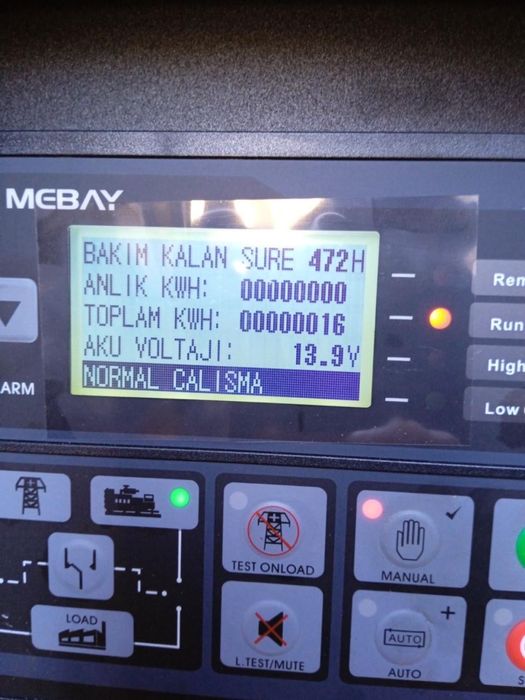 MEBAY
BAKIM KALAN SURE 472H
ANLIK KWH: 00000000
TOPLAM KWH: 00000016
AKU VOLTAJI: 13.9V
NORMAL CALISMA
Rem
Run
High
Low
ARM
TEST ONLOAD
MANUAL
LOAD
L.TEST/MUTE
AUTO
AUTO
S